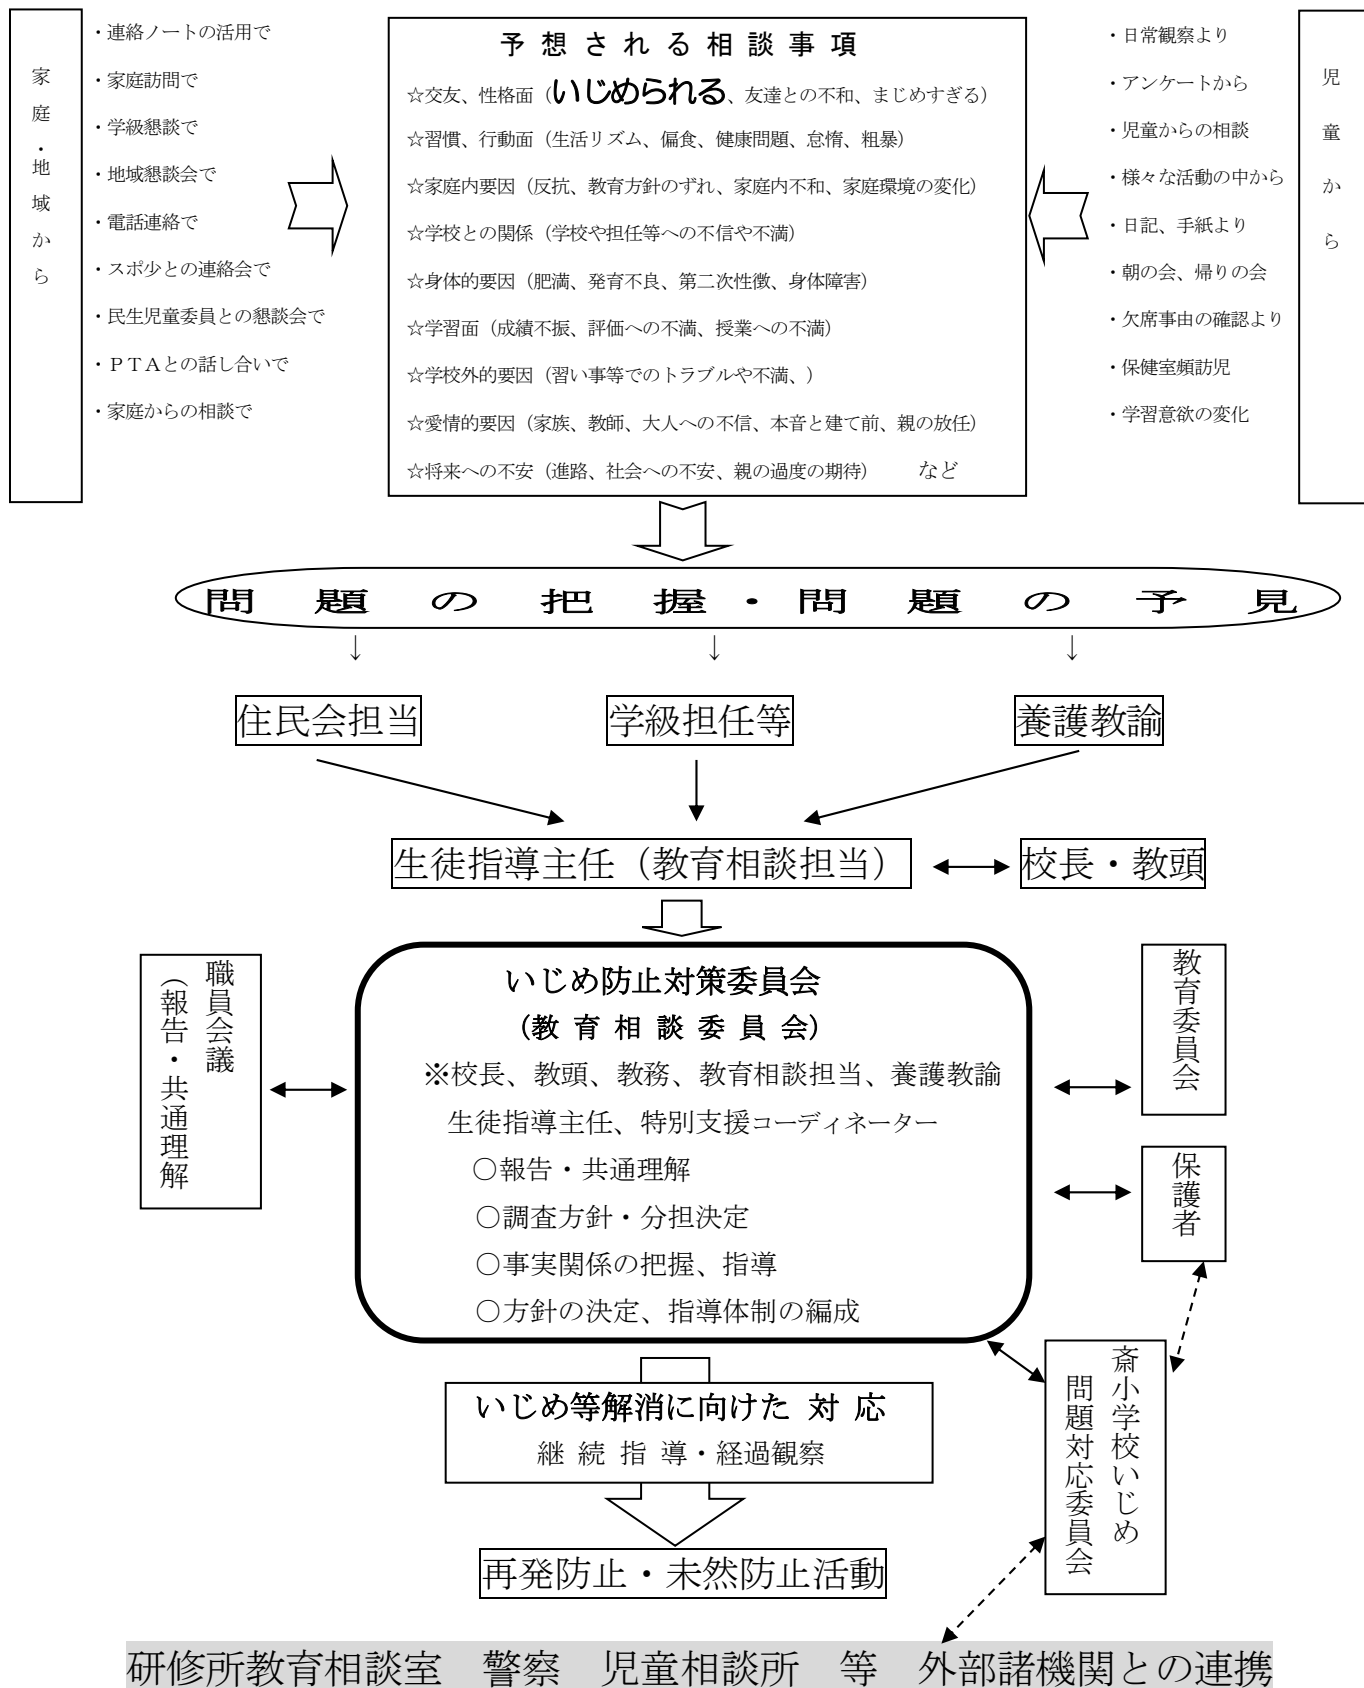 家庭・地域から
・連絡ノートの活用で
・家庭訪問で
・学級懇談で
・地域懇談会で
・電話連絡で
・スポ少との連絡会で
・民生児童委員との懇談会で
・ＰＴＡとの話し合いで
・家庭からの相談で
予想される相談事項
☆交友、性格面（いじめられる、友達との不和、まじめすぎる）
☆習慣、行動面（生活リズム、偏食、健康問題、怠惰、粗暴）
☆家庭内要因（反抗、教育方針のずれ、家庭内不和、家庭環境の変化）
☆学校との関係（学校や担任等への不信や不満）
☆身体的要因（肥満、発育不良、第二次性徴、身体障害）
☆学習面（成績不振、評価への不満、授業への不満）
☆学校外的要因（習い事等でのトラブルや不満、）
☆愛情的要因（家族、教師、大人への不信、本音と建て前、親の放任）
☆将来への不安（進路、社会への不安、親の過度の期待）　　など
・日常観察より
・アンケートから
・児童からの相談
・様々な活動の中から
・日記、手紙より
・朝の会、帰りの会
・欠席事由の確認より
・保健室頻訪児
・学習意欲の変化
児童から
問題の把握・問題の予見
↓　↓　↓
住民会担当　学級担任等　養護教諭
生徒指導主任（教育相談担当）　校長・教頭
職員会議
（報告・共通理解
いじめ防止対策委員会
（教育相談委員会）
※校長、教頭、教務、教育相談担当、養護教諭
生徒指導主任、特別支援コーディネーター
○報告・共通理解
○調査方針・分担決定
○事実関係の把握、指導
○方針の決定、指導体制の編成
教育委員会
保護者
斎小学校いじめ
問題対応委員会
いじめ等解消に向けた 対 応
継 続 指 導・経過観察
再発防止・未然防止活動
研修所教育相談室　警察　児童相談所　等　外部諸機関との連携